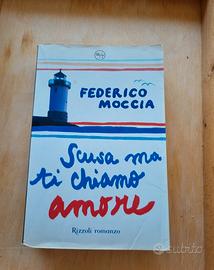 FEDERICO
MOCCIA
Scusa ma
ti chiamo
amore
Rizzoli romanzo
subito